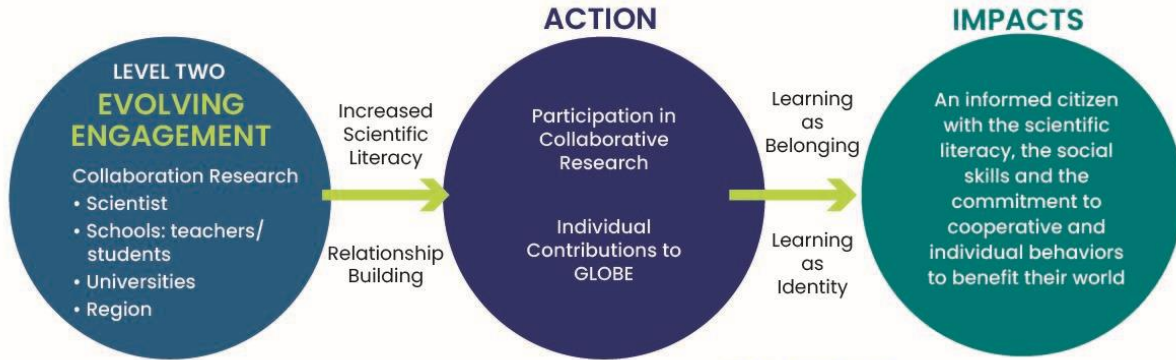 LEVEL TWO
EVOLVING
ENGAGEMENT
Collaboration Research
• Scientist
• Schools: teachers/
students
• Universities
• Region
Increased
Scientific
Literacy
Relationship
Building
ACTION
Participation in
Collaborative
Research
Individual
Contributions to
GLOBE
Learning
as
Belonging
Learning
as
Identity
IMPACTS
An informed citizen
with the scientific
literacy, the social
skills and the
commitment to
cooperative and
individual behaviors
to benefit their world